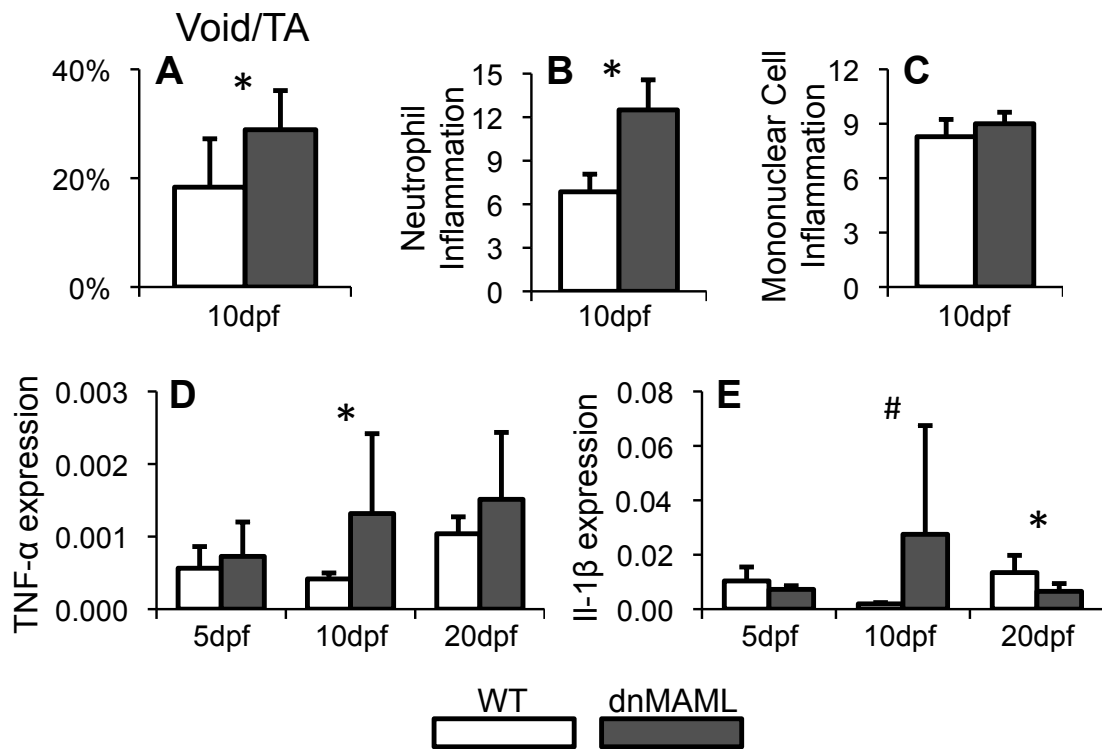 Void/TA
A
40%
20%
0%
*
10dpf
B
Neutrophil
Inflammation
15
12
9
6
3
0
*
10dpf
C
Mononuclear Cell
Inflammation
12
9
6
3
0
10dpf
D
TNF-α expression
0.003
0.002
0.001
0.000
*
5dpf
10dpf
20dpf
E
Il-1β expression
0.08
0.06
0.04
0.02
0.00
#
*
5dpf
10dpf
20dpf
WT
dnMAML